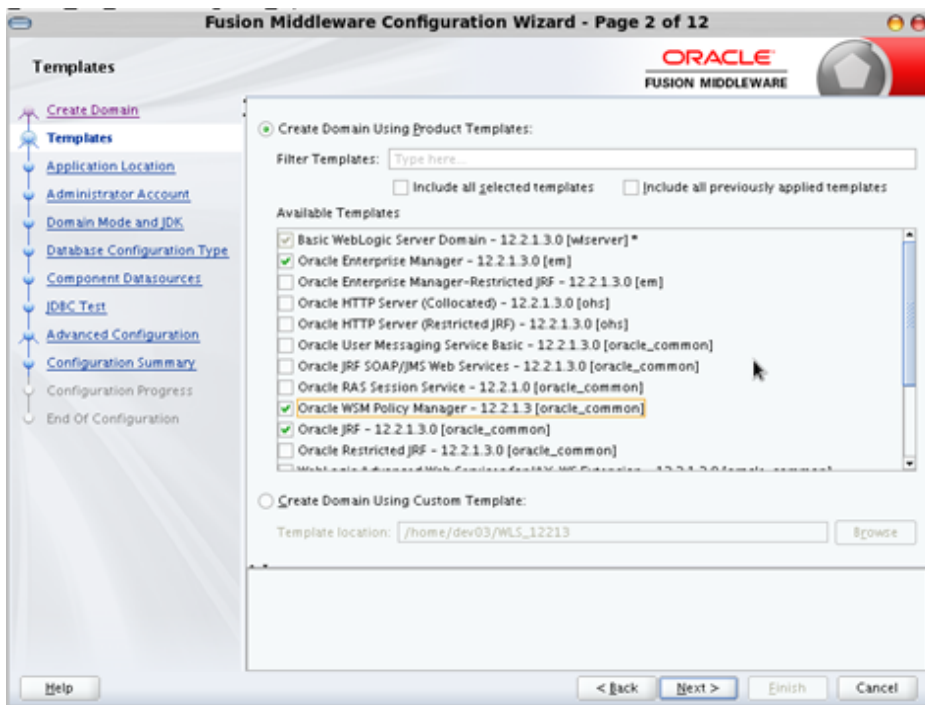 Fusion Middleware Configuration Wizard - Page 2 of 12
Templates
ORACLE
FUSION MIDDLEWARE
Create Domain
Templates
Application Location
Administrator Account
Domain Mode and JDK
Database Configuration Type
Component Datasources
JDBC Test
Advanced Configuration
Configuration Summary
Configuration Progress
End Of Configuration
Create Domain Using Product Templates:
Filter Templates: Type here...
Include all selected templates Include all previously applied templates
Available Templates
Basic WebLogic Server Domain - 12.2.1.3.0 [wlserver] *
Oracle Enterprise Manager - 12.2.1.3.0 [em]
Oracle Enterprise Manager-Restricted JRF - 12.2.1.3.0 [em]
Oracle HTTP Server (Collocated) - 12.2.1.3.0 [ohs]
Oracle HTTP Server (Restricted JRF) - 12.2.1.3.0 [ohs]
Oracle User Messaging Service Basic - 12.2.1.3.0 [oracle_common]
Oracle JRF SOAP/JMS Web Services - 12.2.1.3.0 [oracle_common]
Oracle RAS Session Service - 12.2.1.0 [oracle_common]
Oracle WSM Policy Manager - 12.2.1.3 [oracle_common]
Oracle JRF - 12.2.1.3.0 [oracle_common]
Oracle Restricted JRF - 12.2.1.3.0 [oracle_common]
Create Domain Using Custom Template:
Template location: /home/dev03/WLS_12213 Browse
Help < Back Next > Finish Cancel